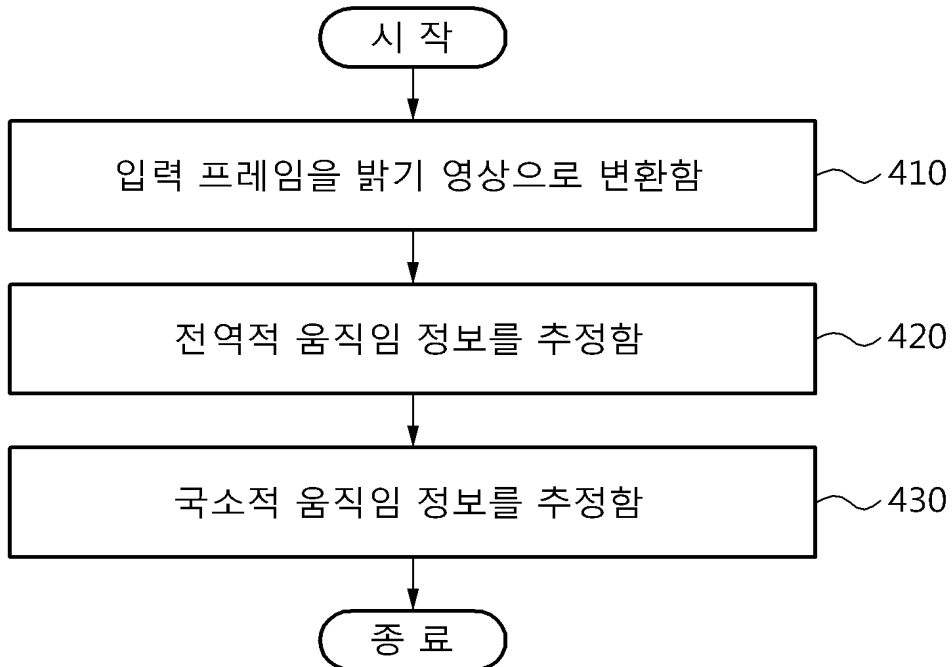 시 작
입력 프레임을 밝기 영상으로 변환함
410
전역적 움직임 정보를 추정함
420
국소적 움직임 정보를 추정함
430
종 료